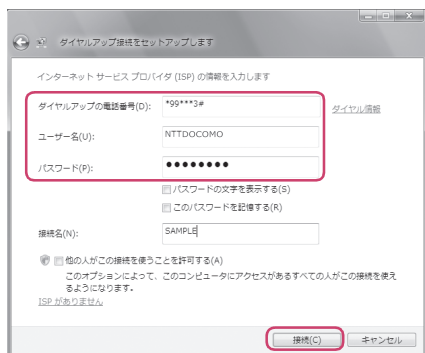 ダイヤルアップ接続をセットアップします
インターネット サービス プロバイダ (ISP) の情報を入力します
ダイヤルアップの電話番号(D): *99***3# ダイヤル情報
ユーザー名(U): NTTDOCOMO
パスワード(P): ●●●●●●●●
パスワードの文字を表示する(S)
このパスワードを記憶する(R)
接続名(N): SAMPLE
他の人がこの接続を使うことを許可する(A)
このオプションによって、このコンピュータにアクセスがあるすべての人がこの接続を使え
るようになります。
ISP がありません
接続(C) キャンセル